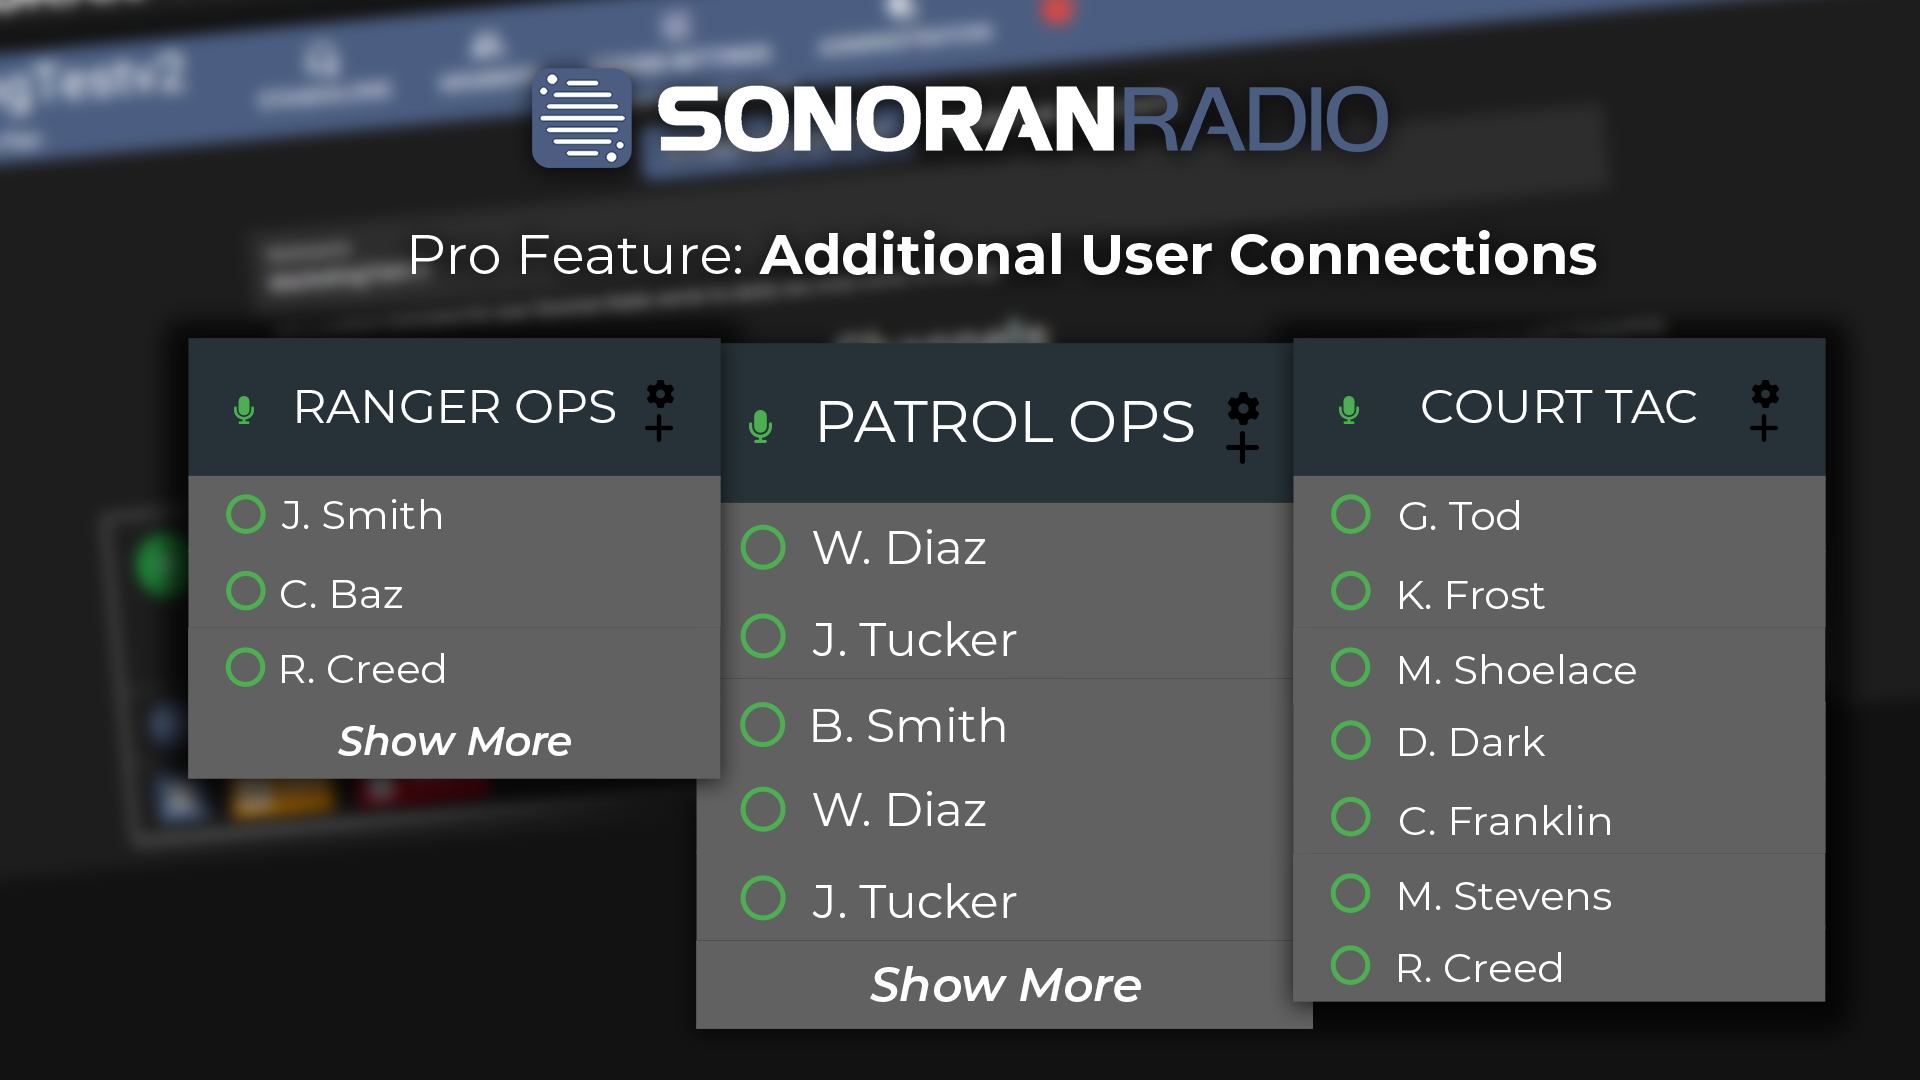 gTestv2
SONORANRADIO
Pro Feature: Additional User Connections
RANGER OPS
J. Smith
C. Baz
R. Creed
Show More
PATROL OPS
W. Diaz
J. Tucker
B. Smith
W. Diaz
J. Tucker
Show More
COURT TAC
G. Tod
K. Frost
M. Shoelace
D. Dark
C. Franklin
M. Stevens
R. Creed